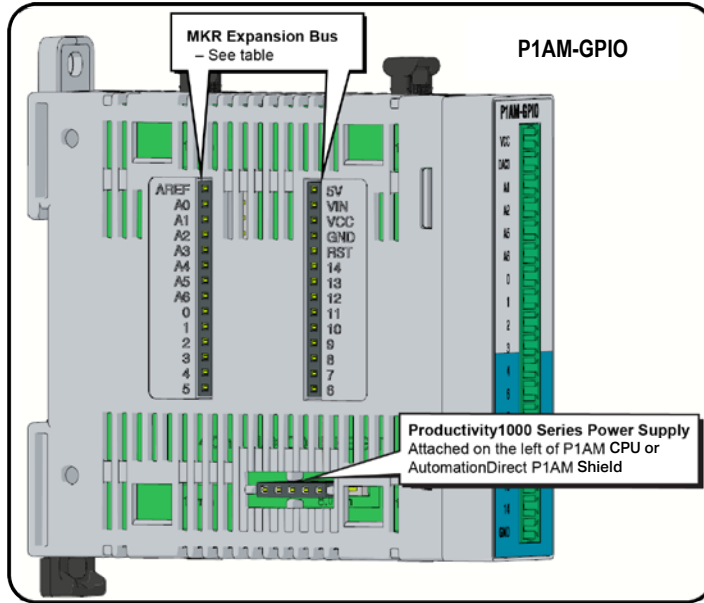 MKR Expansion Bus
– See table
P1AM-GPIO
P1AM-GPIO
VCC
DAC0
A1
A2
A5
A6
0
1
2
3
4
AREF
A0
A1
A2
A3
A4
A5
A6
0
1
2
3
4
5
5V
VIN
VCC
GND
RST
14
13
12
11
10
9
8
7
6
Productivity1000 Series Power Supply
Attached on the left of P1AM CPU or
AutomationDirect P1AM Shield
14
GND